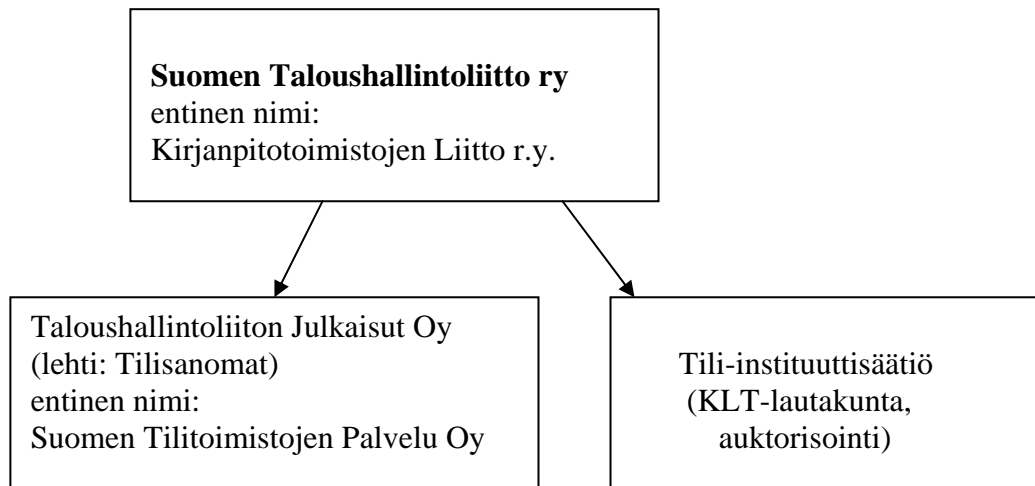 Suomen Taloushallintoliitto ry
entinen nimi:
Kirjanpitotoimistojen Liitto r.y.
Taloushallintoliiton Julkaisut Oy
(lehti: Tilisanomat)
entinen nimi:
Suomen Tilitoimistojen Palvelu Oy
Tili-instituuttisäätiö
(KLT-lautakunta,
auktorisointi)